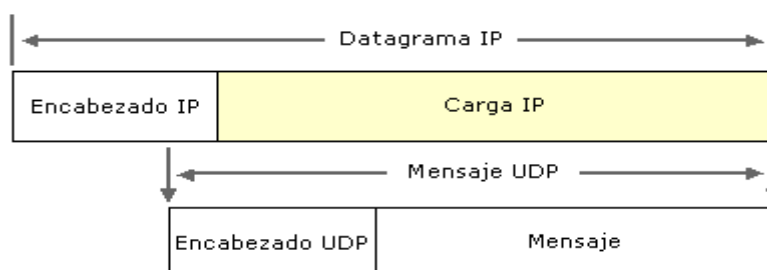 Datagrama IP
Encabezado IP
Carga IP
Mensaje UDP
Encabezado UDP
Mensaje